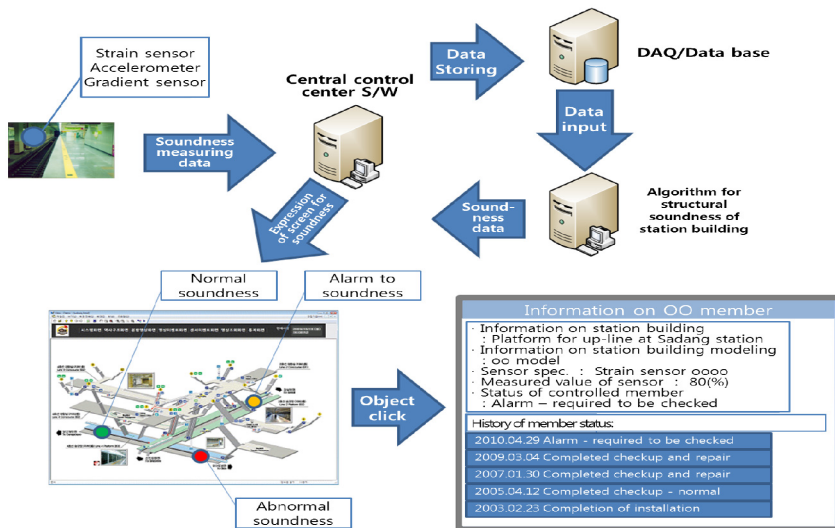 Strain sensor
Accelerometer
Gradient sensor
Central control
center S/W
Data
Storing
DAQ/Data base
Soundness
measuring
data
Data
input
Expression
of screen for
soundness
Sound-
ness
data
Algorithm for
structural
soundness of
station building
Normal
soundness
Alarm to
soundness
Object
click
Abnormal
soundness
Information on OO member
· Information on station building
: Platform for up-line at Sadang station
· Information on station building modeling
: oo model
· Sensor spec. : Strain sensor oooo
· Measured value of sensor : 80(%)
· Status of controlled member
: Alarm – required to be checked
History of member status:
2010.04.29 Alarm - required to be checked
2009.03.04 Completed checkup and repair
2007.01.30 Completed checkup and repair
2005.04.12 Completed checkup - normal
2003.02.23 Completion of installation